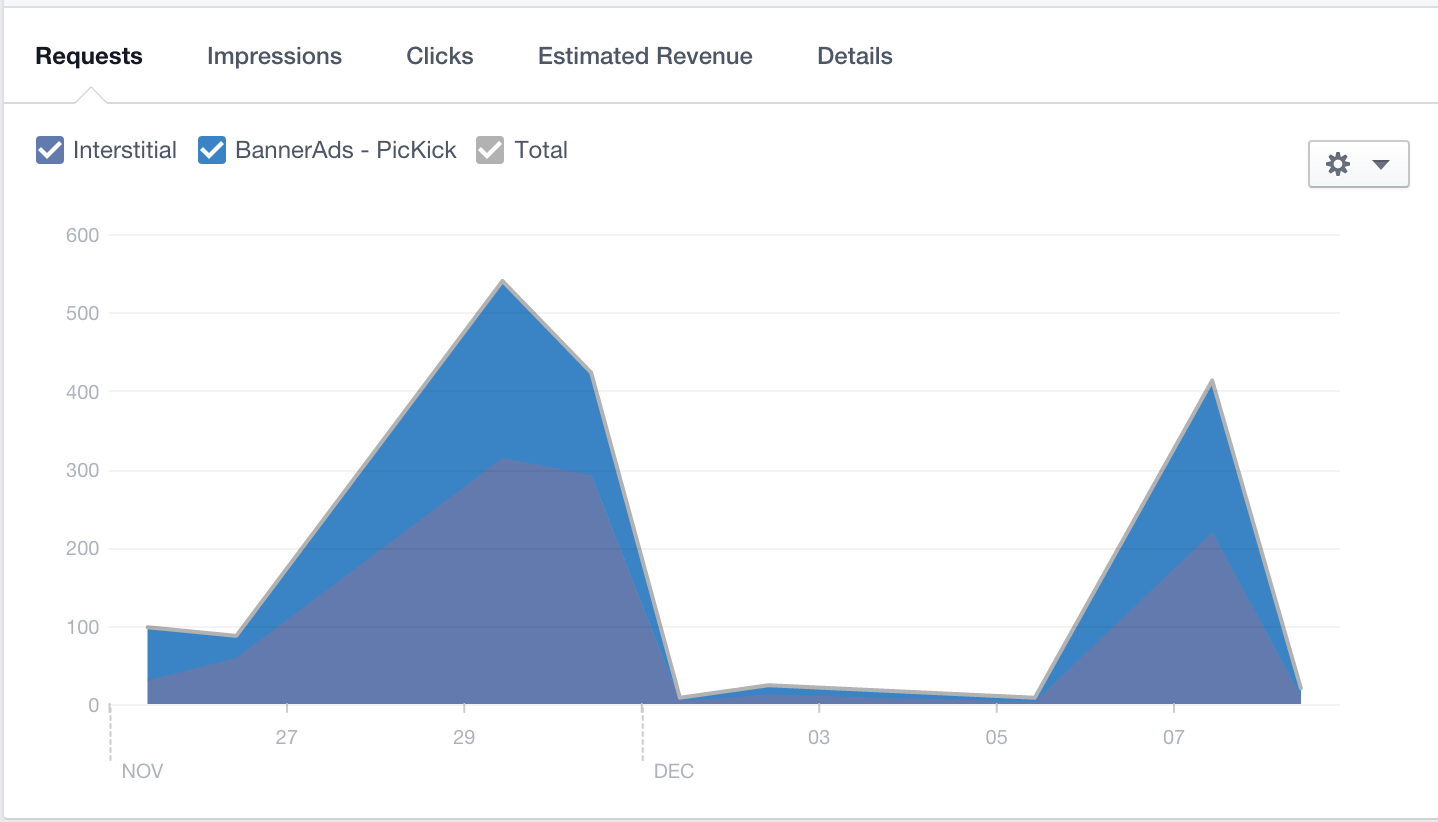 Requests Impressions Clicks Estimated Revenue Details
Interstitial BannerAds - PicKick Total
600
500
400
300
200
100
0
27 29 03 05 07
NOV DEC